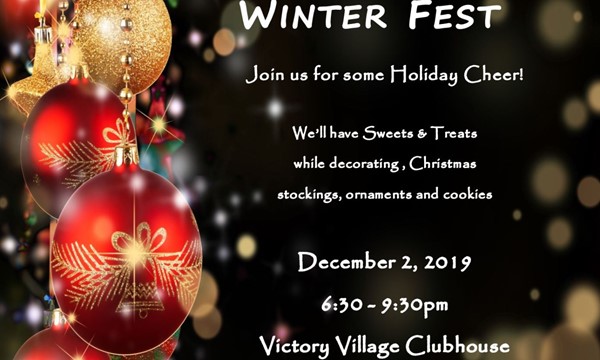 Winter Fest
Join us for some Holiday Cheer!
We'll have Sweets & Treats
while decorating , Christmas
stockings, ornaments and cookies
December 2, 2019
6:30 - 9:30pm
Victory Village Clubhouse